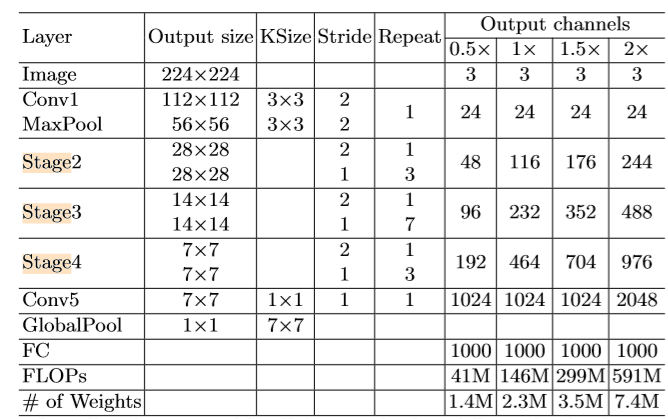 Layer Output size KSize Stride Repeat Output channels
0.5× 1× 1.5× 2×
Image 224×224 3 3 3 3
Conv1 112×112 3×3 2 1 24 24 24 24
MaxPool 56×56 3×3 2
Stage2 28×28 2 1 48 116 176 244
28×28 1 3
Stage3 14×14 2 1 96 232 352 488
14×14 1 7
Stage4 7×7 2 1 192 464 704 976
7×7 1 3
Conv5 7×7 1×1 1 1 1024 1024 1024 2048
GlobalPool 1×1 7×7
FC 1000 1000 1000 1000
FLOPs 41M 146M 299M 591M
# of Weights 1.4M 2.3M 3.5M 7.4M